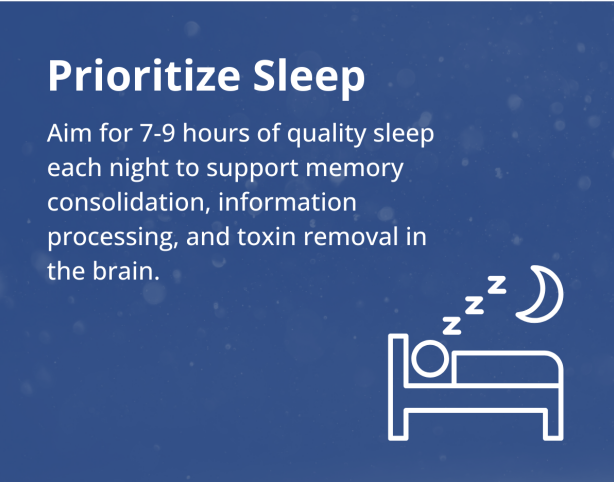 Prioritize Sleep
Aim for 7-9 hours of quality sleep
each night to support memory
consolidation, information
processing, and toxin removal in
the brain.
z
z
z